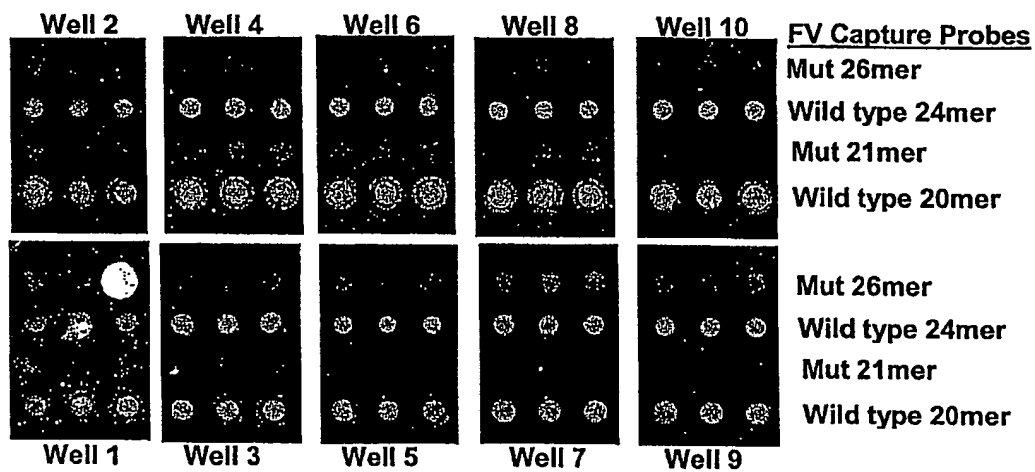 Well 2 Well 4 Well 6 Well 8 Well 10
FV Capture Probes
Mut 26mer
Wild type 24mer
Mut 21mer
Wild type 20mer
Mut 26mer
Wild type 24mer
Mut 21mer
Wild type 20mer
Well 1 Well 3 Well 5 Well 7 Well 9